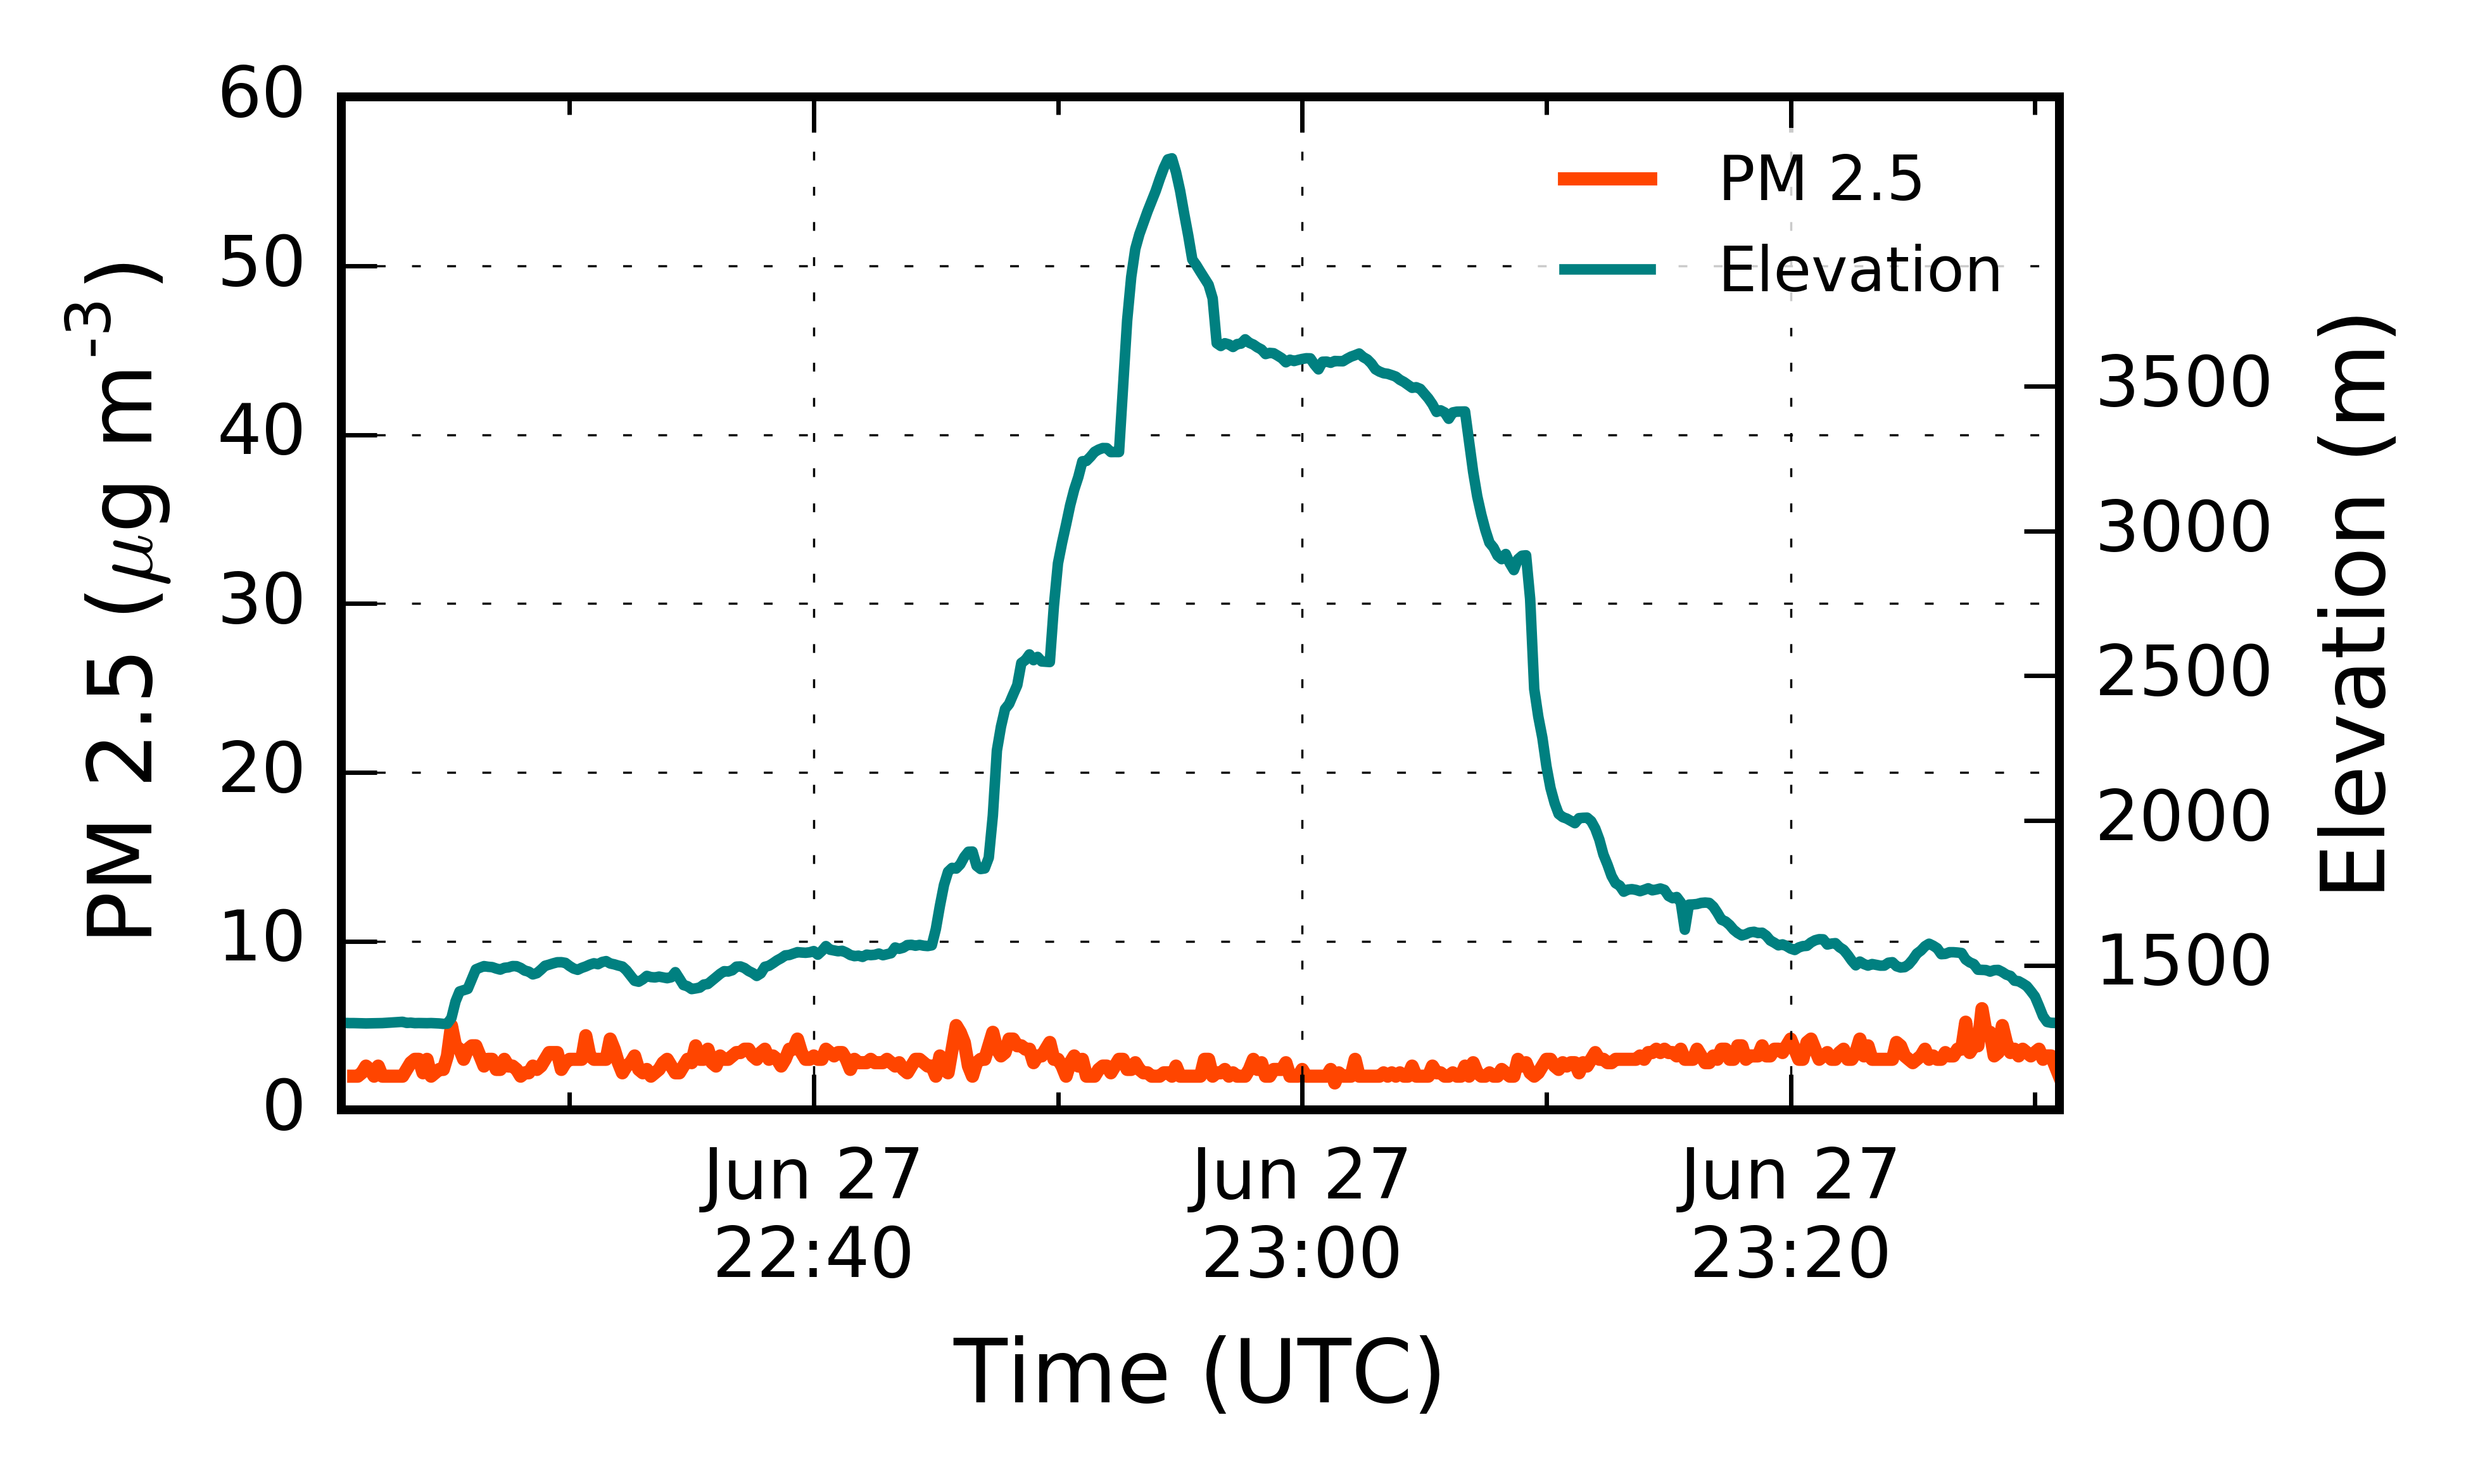 60
50
40
30
20
10
0
PM 2.5 (μg m⁻³)
PM 2.5
Elevation
3500
3000
2500
2000
1500
Elevation (m)
Jun 27
22:40
Jun 27
23:00
Jun 27
23:20
Time (UTC)